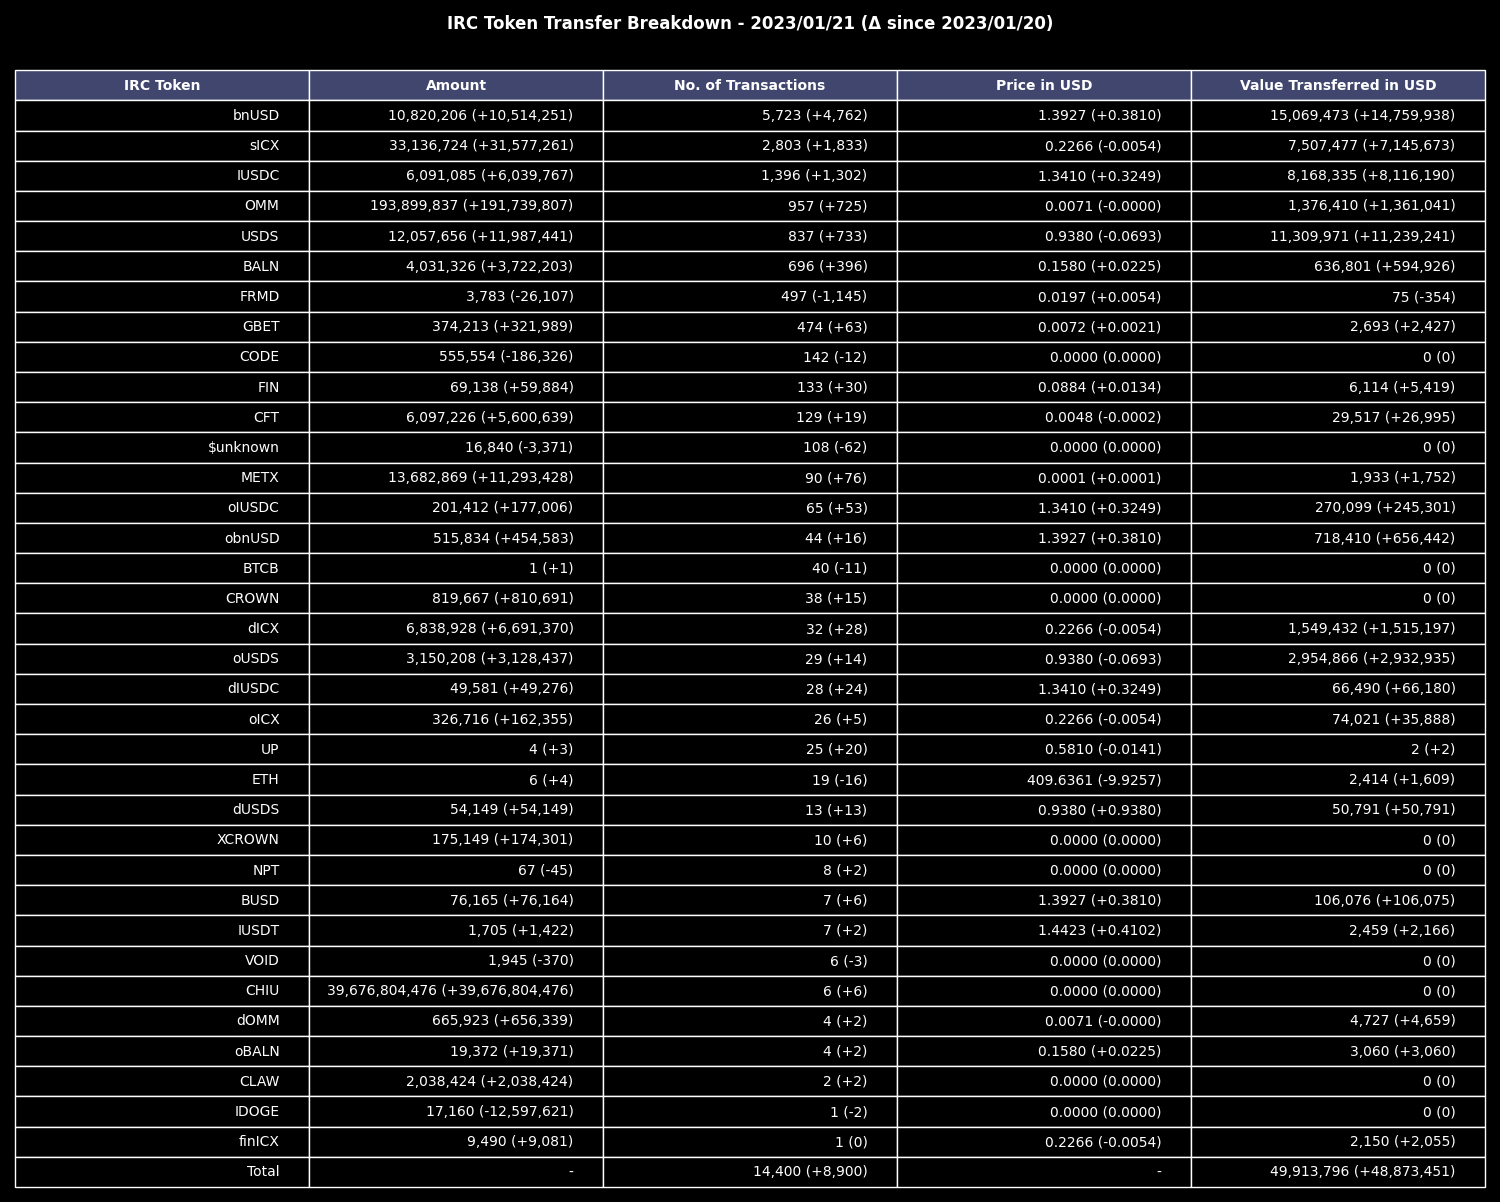 IRC Token Transfer Breakdown - 2023/01/21 (Δ since 2023/01/20)
IRC Token Amount No. of Transactions Price in USD Value Transferred in USD
bnUSD 10,820,206 (+10,514,251) 5,723 (+4,762) 1.3927 (+0.3810) 15,069,473 (+14,759,938)
sICX 33,136,724 (+31,577,261) 2,803 (+1,833) 0.2266 (-0.0054) 7,507,477 (+7,145,673)
IUSDC 6,091,085 (+6,039,767) 1,396 (+1,302) 1.3410 (+0.3249) 8,168,335 (+8,116,190)
OMM 193,899,837 (+191,739,807) 957 (+725) 0.0071 (-0.0000) 1,376,410 (+1,361,041)
USDS 12,057,656 (+11,987,441) 837 (+733) 0.9380 (-0.0693) 11,309,971 (+11,239,241)
BALN 4,031,326 (+3,722,203) 696 (+396) 0.1580 (+0.0225) 636,801 (+594,926)
FRMD 3,783 (-26,107) 497 (-1,145) 0.0197 (+0.0054) 75 (-354)
GBET 374,213 (+321,989) 474 (+63) 0.0072 (+0.0021) 2,693 (+2,427)
CODE 555,554 (-186,326) 142 (-12) 0.0000 (0.0000) 0 (0)
FIN 69,138 (+59,884) 133 (+30) 0.0884 (+0.0134) 6,114 (+5,419)
CFT 6,097,226 (+5,600,639) 129 (+19) 0.0048 (-0.0002) 29,517 (+26,995)
$unknown 16,840 (-3,371) 108 (-62) 0.0000 (0.0000) 0 (0)
METX 13,682,869 (+11,293,428) 90 (+76) 0.0001 (+0.0001) 1,933 (+1,752)
oIUSDC 201,412 (+177,006) 65 (+53) 1.3410 (+0.3249) 270,099 (+245,301)
obnUSD 515,834 (+454,583) 44 (+16) 1.3927 (+0.3810) 718,410 (+656,442)
BTCB 1 (+1) 40 (-11) 0.0000 (0.0000) 0 (0)
CROWN 819,667 (+810,691) 38 (+15) 0.0000 (0.0000) 0 (0)
dICX 6,838,928 (+6,691,370) 32 (+28) 0.2266 (-0.0054) 1,549,432 (+1,515,197)
oUSDS 3,150,208 (+3,128,437) 29 (+14) 0.9380 (-0.0693) 2,954,866 (+2,932,935)
dIUSDC 49,581 (+49,276) 28 (+24) 1.3410 (+0.3249) 66,490 (+66,180)
oICX 326,716 (+162,355) 26 (+5) 0.2266 (-0.0054) 74,021 (+35,888)
UP 4 (+3) 25 (+20) 0.5810 (-0.0141) 2 (+2)
ETH 6 (+4) 19 (-16) 409.6361 (-9.9257) 2,414 (+1,609)
dUSDS 54,149 (+54,149) 13 (+13) 0.9380 (+0.9380) 50,791 (+50,791)
XCROWN 175,149 (+174,301) 10 (+6) 0.0000 (0.0000) 0 (0)
NPT 67 (-45) 8 (+2) 0.0000 (0.0000) 0 (0)
BUSD 76,165 (+76,164) 7 (+6) 1.3927 (+0.3810) 106,076 (+106,075)
IUSDT 1,705 (+1,422) 7 (+2) 1.4423 (+0.4102) 2,459 (+2,166)
VOID 1,945 (-370) 6 (-3) 0.0000 (0.0000) 0 (0)
CHIU 39,676,804,476 (+39,676,804,476) 6 (+6) 0.0000 (0.0000) 0 (0)
dOMM 665,923 (+656,339) 4 (+2) 0.0071 (-0.0000) 4,727 (+4,659)
oBALN 19,372 (+19,371) 4 (+2) 0.1580 (+0.0225) 3,060 (+3,060)
CLAW 2,038,424 (+2,038,424) 2 (+2) 0.0000 (0.0000) 0 (0)
IDOGE 17,160 (-12,597,621) 1 (-2) 0.0000 (0.0000) 0 (0)
finICX 9,490 (+9,081) 1 (0) 0.2266 (-0.0054) 2,150 (+2,055)
Total - 14,400 (+8,900) - 49,913,796 (+48,873,451)